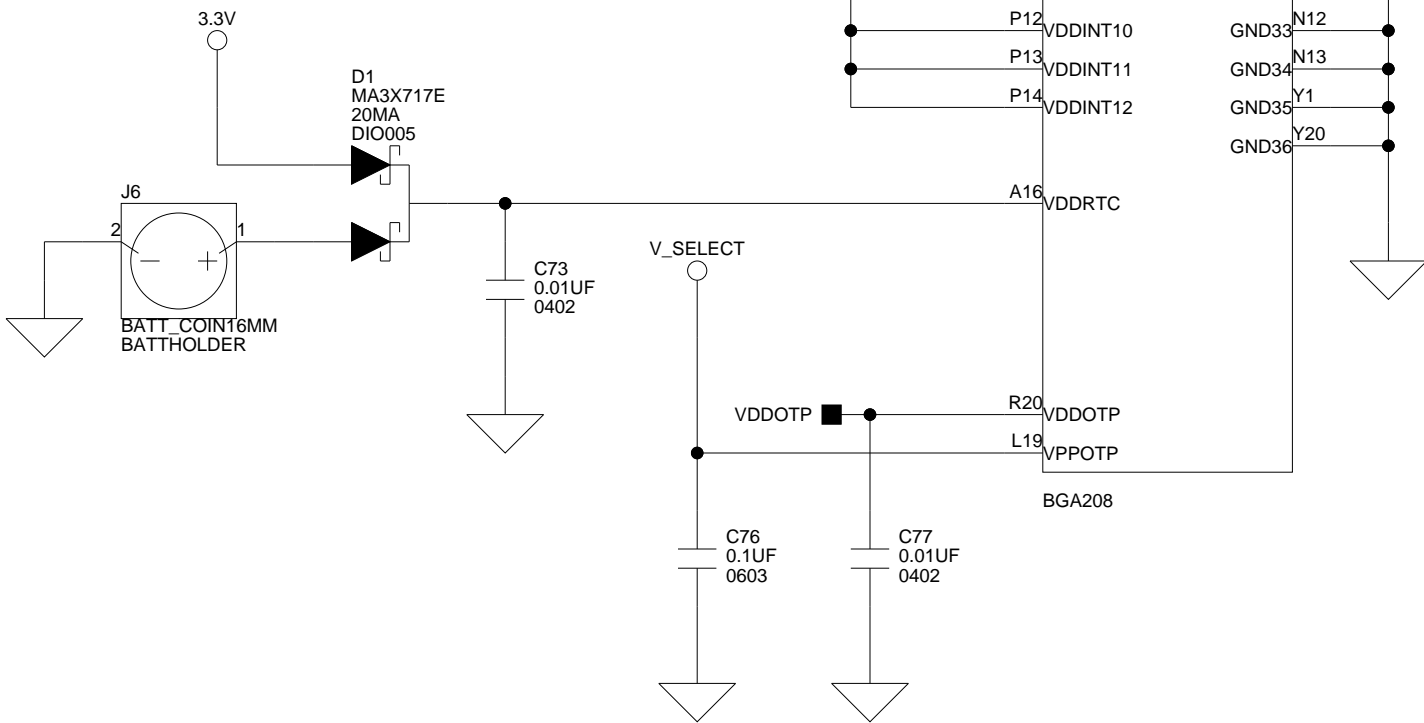 3.3V
D1
MA3X717E
20MA
DIO005
J6
2
1
BATT_COIN16MM
BATTHOLDER
C73
0.01UF
0402
V_SELECT
P12 VDDINT10
P13 VDDINT11
P14 VDDINT12
GND33 N12
GND34 N13
GND35 Y1
GND36 Y20
A16 VDDRTC
VDDOTP
R20 VDDOTP
L19 VPPOTP
BGA208
C76
0.1UF
0603
C77
0.01UF
0402